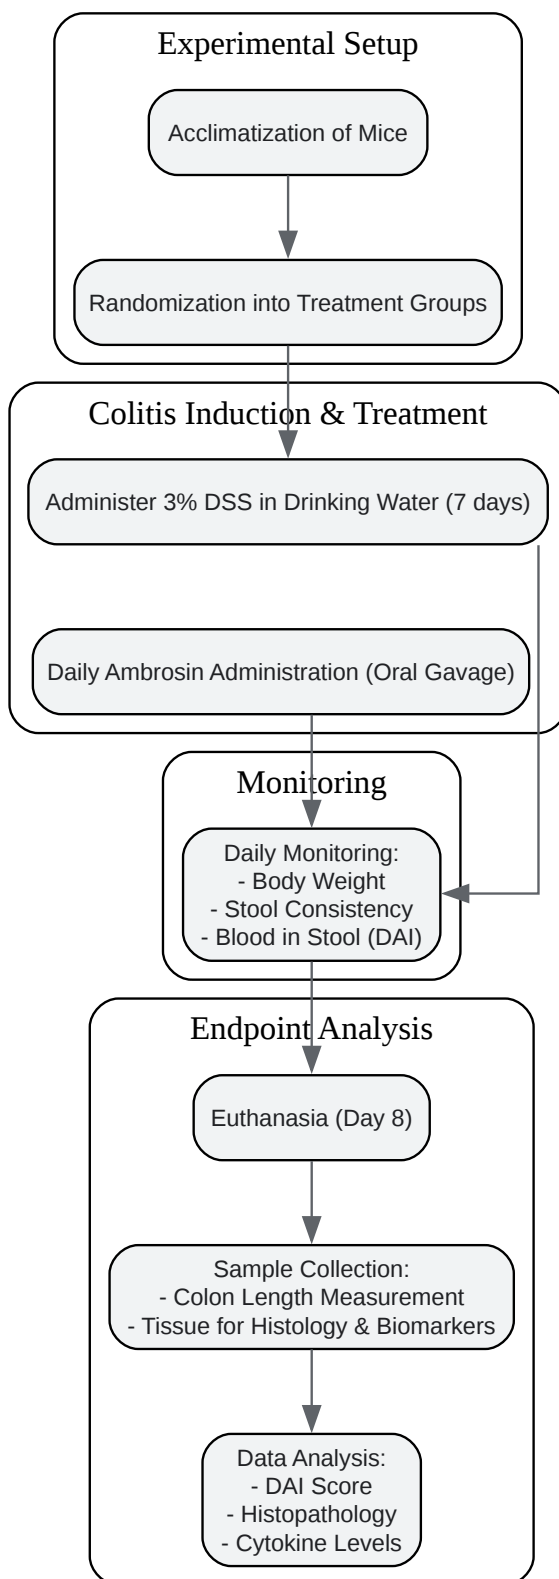 Experimental Setup
Acclimatization of Mice
Randomization into Treatment Groups
Colitis Induction & Treatment
Administer 3% DSS in Drinking Water (7 days)
Daily Ambrosin Administration (Oral Gavage)
Monitoring
Daily Monitoring:
- Body Weight
- Stool Consistency
- Blood in Stool (DAI)
Endpoint Analysis
Euthanasia (Day 8)
Sample Collection:
- Colon Length Measurement
- Tissue for Histology & Biomarkers
Data Analysis:
- DAI Score
- Histopathology
- Cytokine Levels